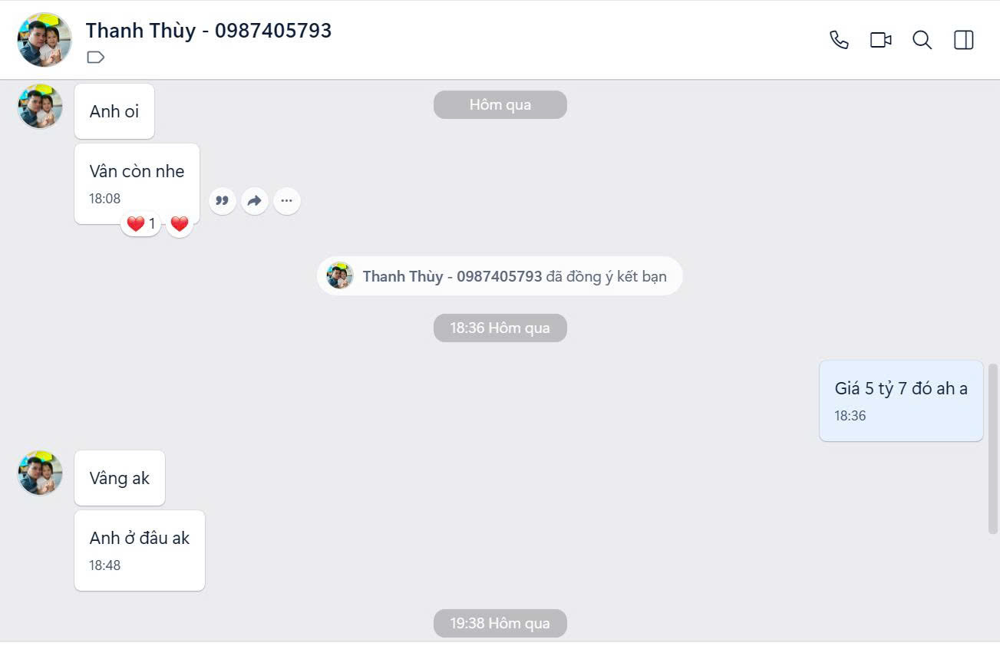 Thanh Thùy - 0987405793
Hôm qua
Anh oi
Vân còn nhe
18:08
1
Thanh Thùy - 0987405793 đã đồng ý kết bạn
18:36 Hôm qua
Giá 5 tỷ 7 đó ah a
18:36
Vâng ak
Anh ở đâu ak
18:48
19:38 Hôm qua